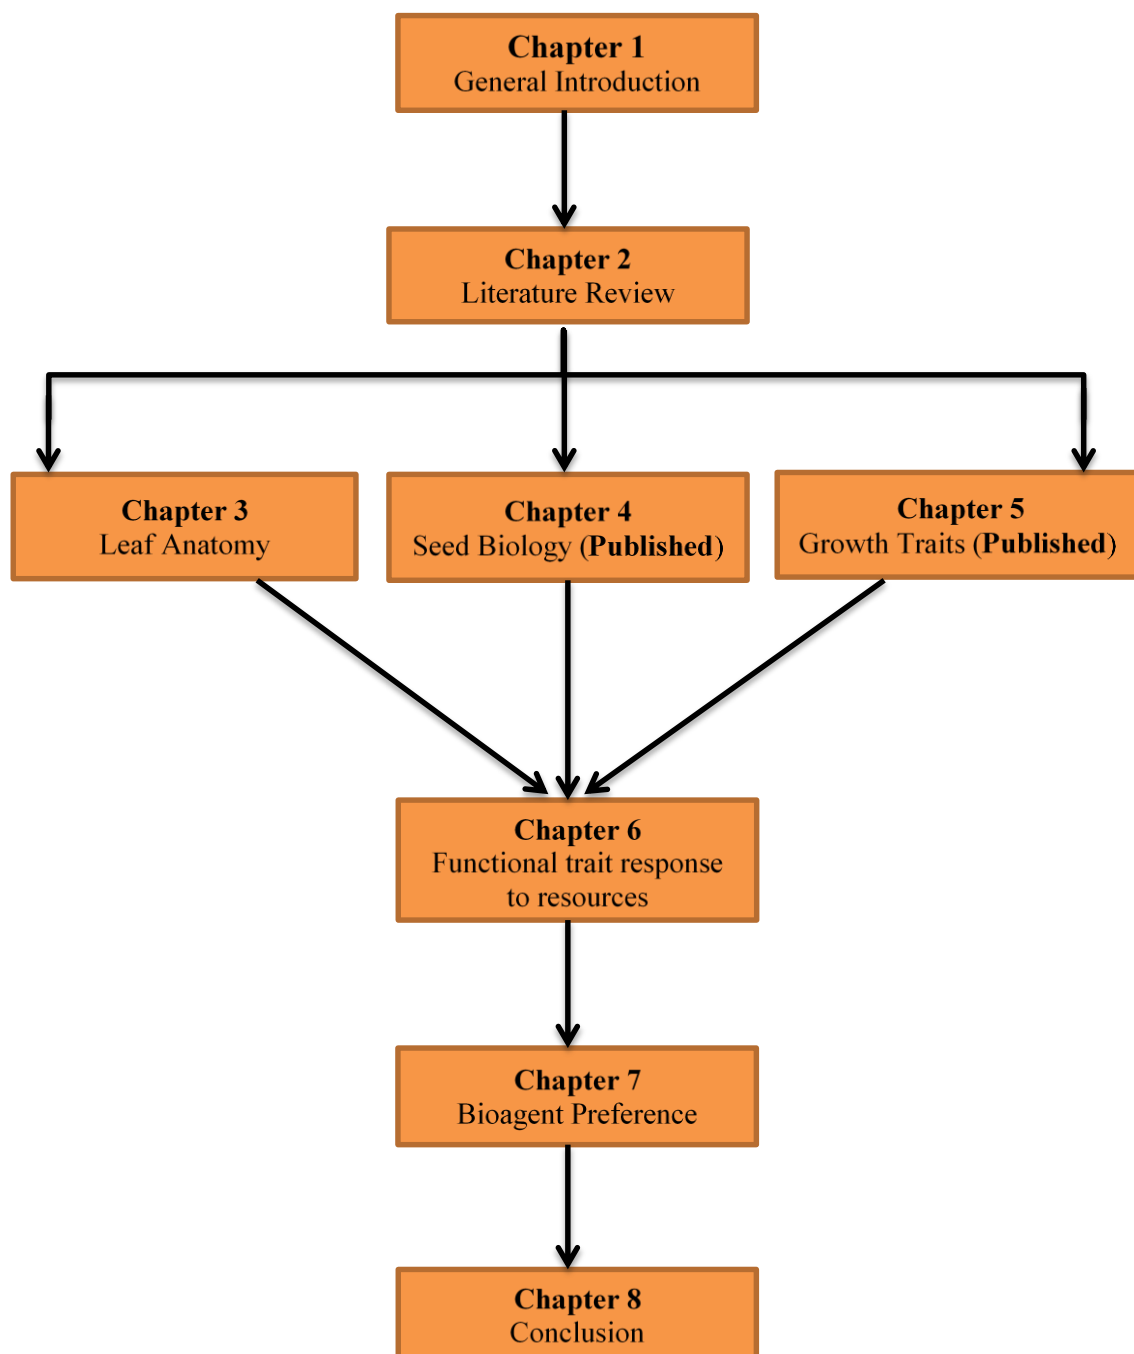 Chapter 1
General Introduction
Chapter 2
Literature Review
Chapter 3
Leaf Anatomy
Chapter 4
Seed Biology (Published)
Chapter 5
Growth Traits (Published)
Chapter 6
Functional trait response
to resources
Chapter 7
Bioagent Preference
Chapter 8
Conclusion